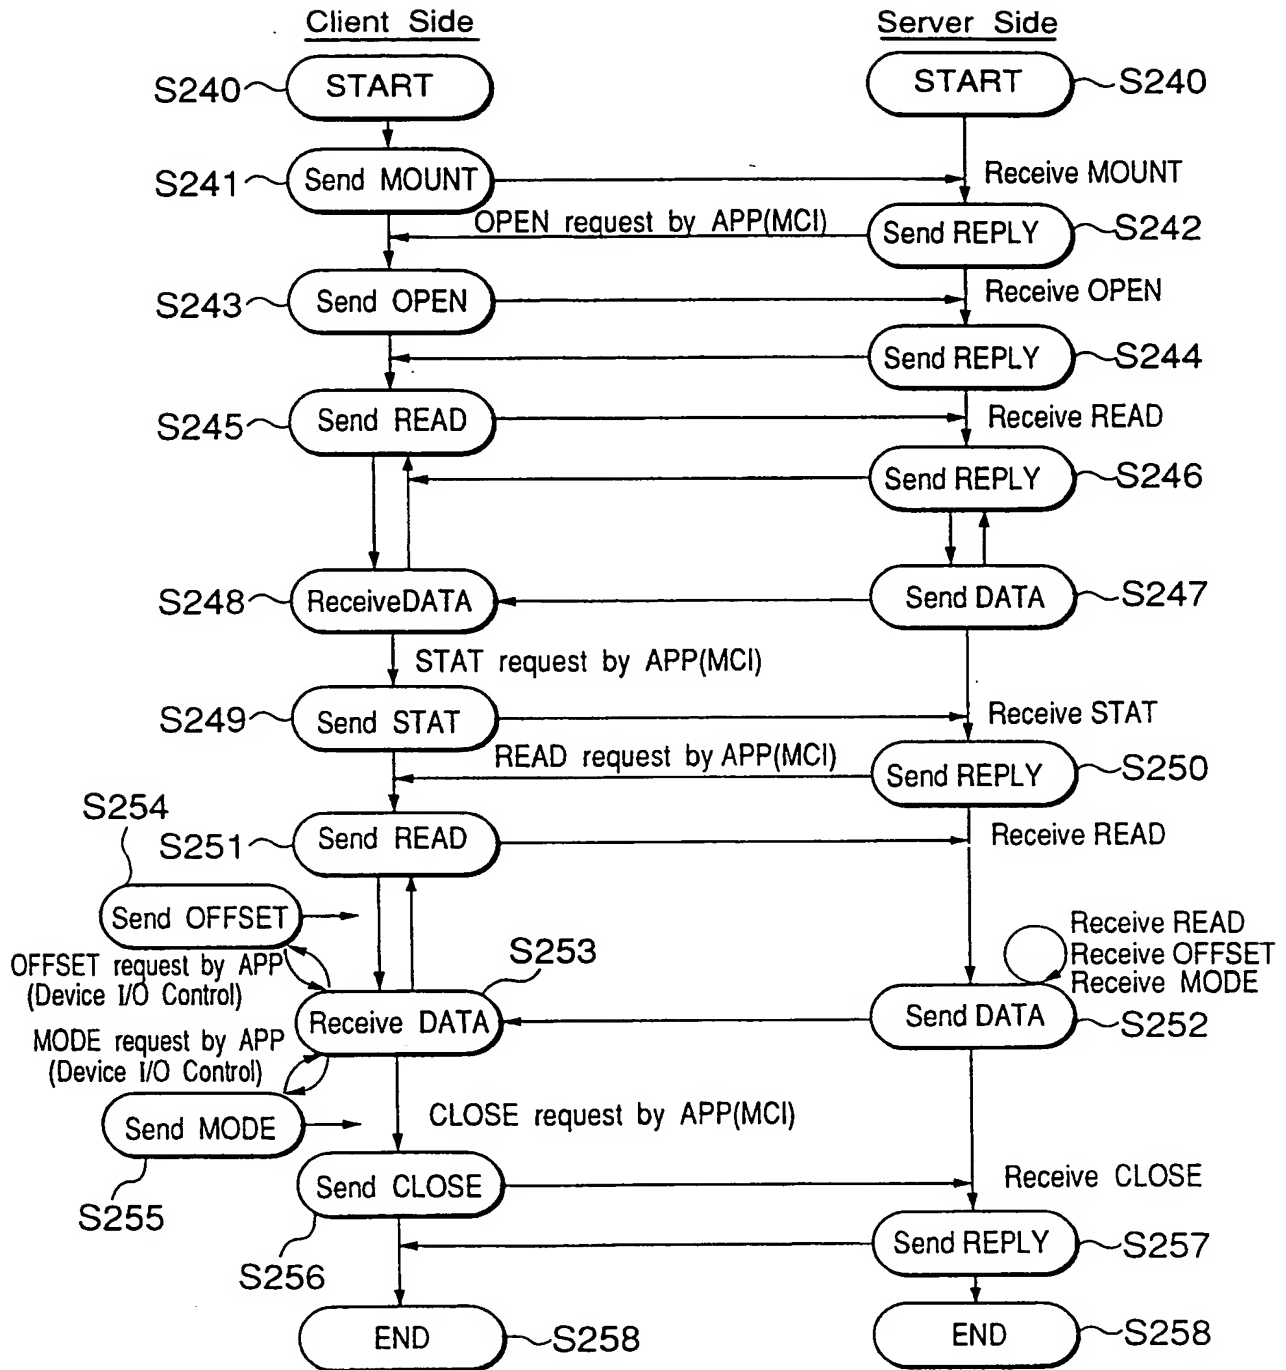 Client Side
Server Side
S240
START
START
S240
S241
Send MOUNT
Receive MOUNT
OPEN request by APP(MCI)
Send REPLY
S242
S243
Send OPEN
Receive OPEN
Send REPLY
S244
S245
Send READ
Receive READ
Send REPLY
S246
S248
ReceiveDATA
Send DATA
S247
STAT request by APP(MCI)
S249
Send STAT
Receive STAT
READ request by APP(MCI)
Send REPLY
S250
S254
S251
Send READ
Receive READ
Send OFFSET
S253
Receive READ
Receive OFFSET
Receive MODE
OFFSET request by APP
(Device I/O Control)
Receive DATA
Send DATA
S252
MODE request by APP
(Device I/O Control)
Send MODE
CLOSE request by APP(MCI)
S255
Send CLOSE
Receive CLOSE
S256
Send REPLY
S257
END
S258
END
S258